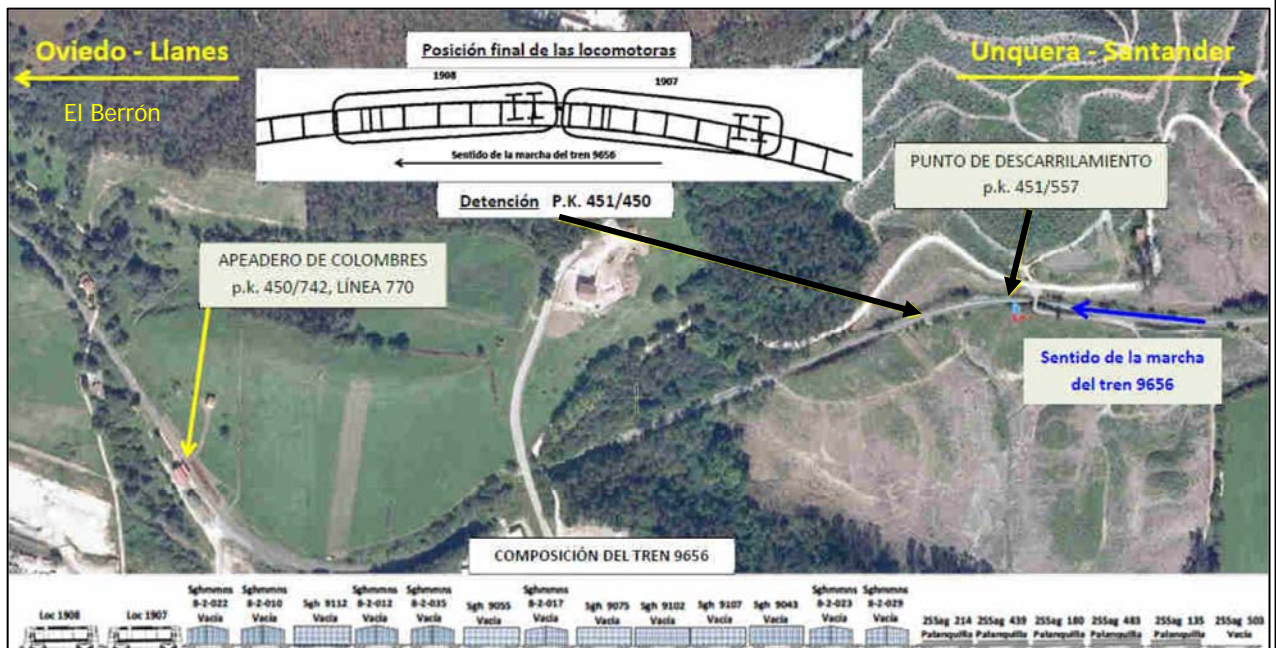 Oviedo - Llanes
El Berrón
Unquera - Santander
Posición final de las locomotoras
1908
1907
Sentido de la marcha del tren 9656
Detención P.K. 451/450
PUNTO DE DESCARRILAMIENTO
p.k. 451/557
APEADERO DE COLOMBRES
p.k. 450/742, LÍNEA 770
Sentido de la marcha
del tren 9656
COMPOSICIÓN DEL TREN 9656
Loc 1908
Loc 1907
Sghmmns
8-2-022
Vacía
Sghmmns
8-2-010
Vacía
Sgh 9112
Vacía
Sghmmns
8-2-012
Vacía
Sghmmns
8-2-035
Vacía
Sgh 9055
Vacía
Sghmmns
8-2-017
Vacía
Sgh 9075
Vacía
Sgh 9102
Vacía
Sgh 9107
Vacía
Sgh 9043
Vacía
Sghmmns
8-2-023
Vacía
Sghmmns
8-2-029
Vacía
255ag 214
Palanquilla
255ag 439
Palanquilla
255ag 180
Palanquilla
255ag 483
Palanquilla
255ag 135
Palanquilla
255ag 503
Vacía